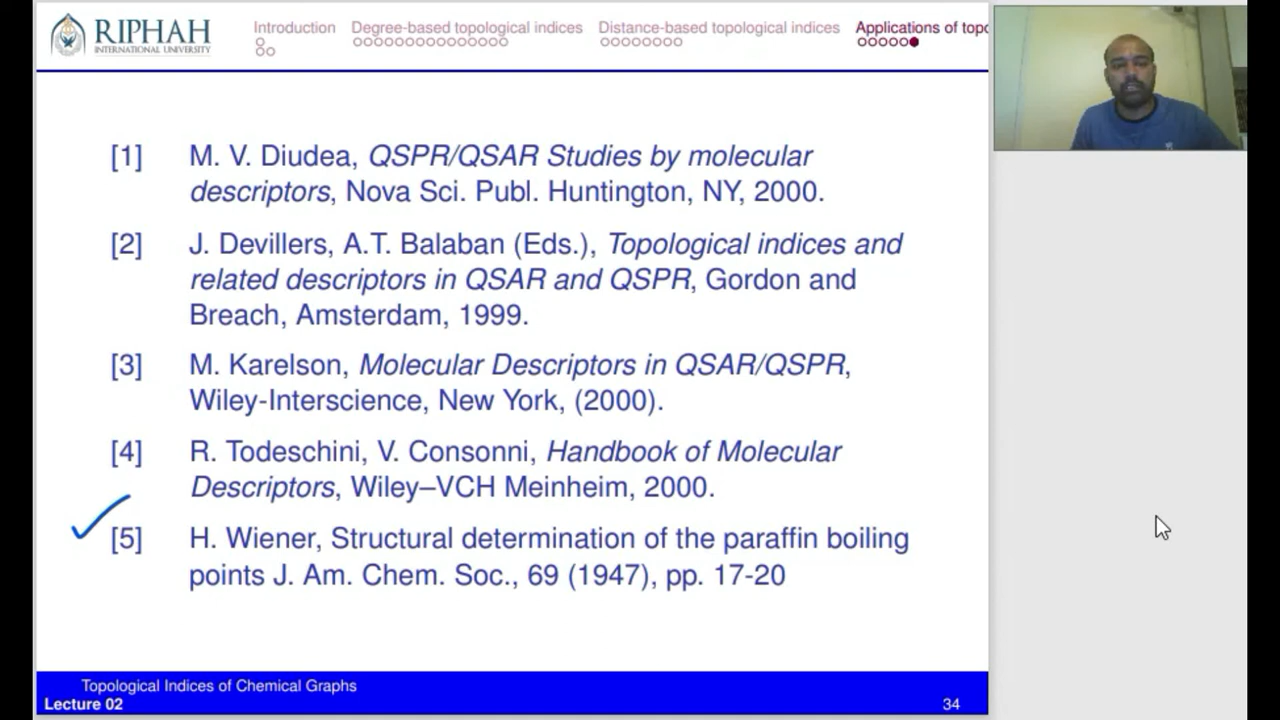 RIPHAH
INTERNATIONAL UNIVERSITY
Introduction Degree-based topological indices Distance-based topological indices Applications of topo
[1] M. V. Diudea, QSPR/QSAR Studies by molecular
descriptors, Nova Sci. Publ. Huntington, NY, 2000.
[2] J. Devillers, A.T. Balaban (Eds.), Topological indices and
related descriptors in QSAR and QSPR, Gordon and
Breach, Amsterdam, 1999.
[3] M. Karelson, Molecular Descriptors in QSAR/QSPR,
Wiley-Interscience, New York, (2000).
[4] R. Todeschini, V. Consonni, Handbook of Molecular
Descriptors, Wiley–VCH Meinheim, 2000.
[5] H. Wiener, Structural determination of the paraffin boiling
points J. Am. Chem. Soc., 69 (1947), pp. 17-20
Topological Indices of Chemical Graphs
Lecture 02 34